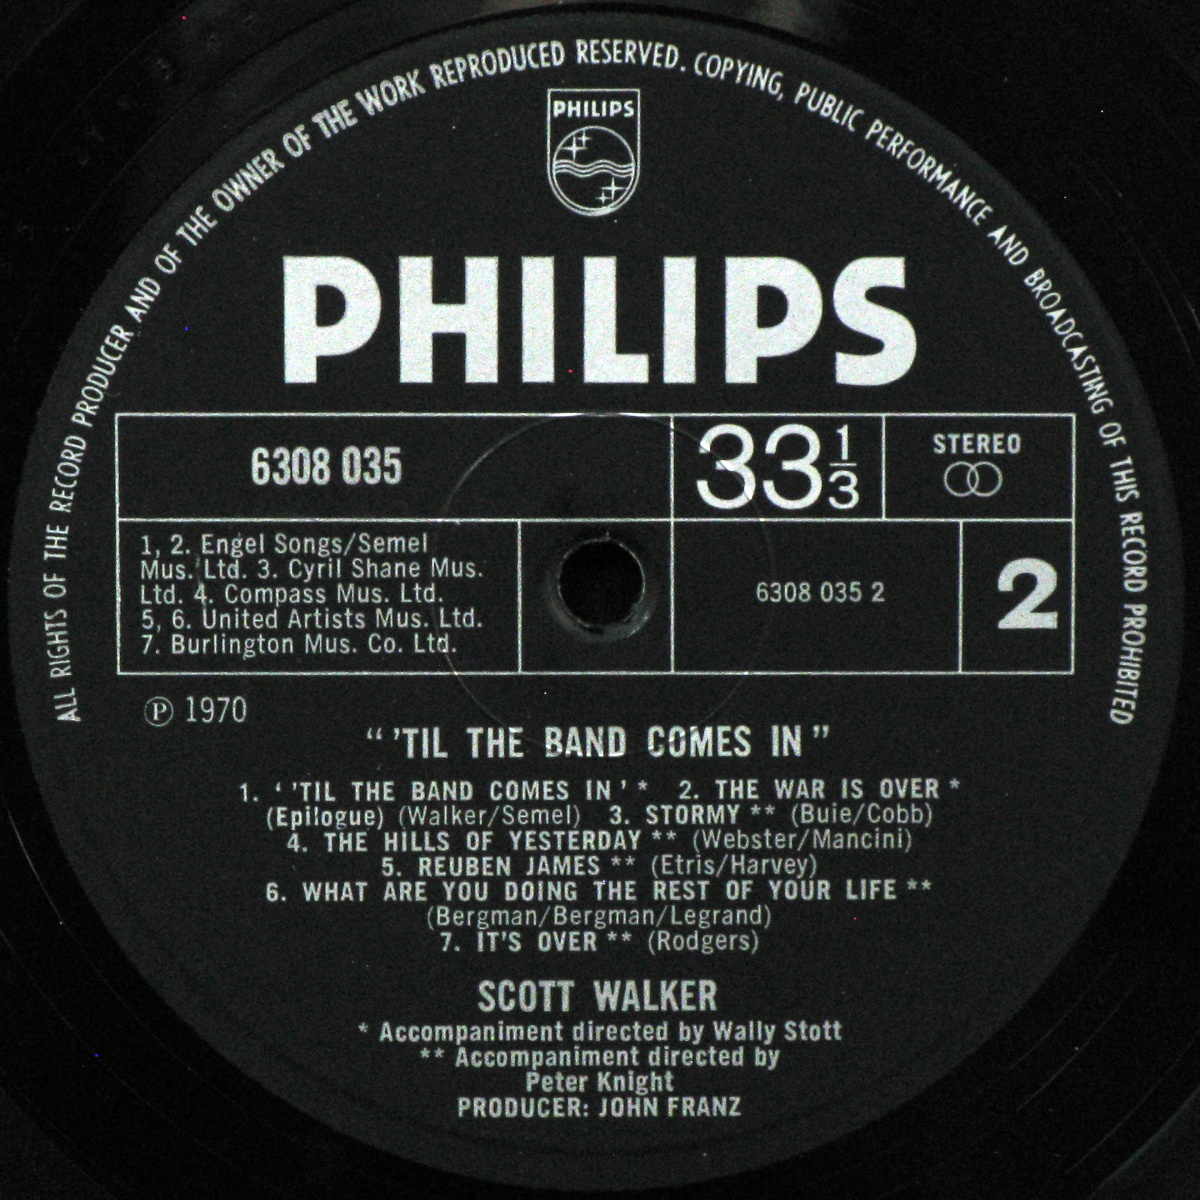 ALL RIGHTS OF THE RECORD PRODUCER AND OF THE OWNER OF THE WORK REPRODUCED RESERVED. COPYING, PUBLIC PERFORMANCE AND BROADCASTING OF THIS RECORD PROHIBITED
PHILIPS
PHILIPS
6308 035
33 1/3
STEREO
1, 2. Engel Songs/Semel
Mus. Ltd. 3. Cyril Shane Mus.
Ltd. 4. Compass Mus. Ltd.
5, 6. United Artists Mus. Ltd.
7. Burlington Mus. Co. Ltd.
6308 035 2
2
Ⓟ 1970
“ 'TIL THE BAND COMES IN ”
1. ‘ 'TIL THE BAND COMES IN ’ * 2. THE WAR IS OVER *
(Epilogue) (Walker/Semel) 3. STORMY ** (Buie/Cobb)
4. THE HILLS OF YESTERDAY ** (Webster/Mancini)
5. REUBEN JAMES ** (Etris/Harvey)
6. WHAT ARE YOU DOING THE REST OF YOUR LIFE **
(Bergman/Bergman/Legrand)
7. IT'S OVER ** (Rodgers)
SCOTT WALKER
* Accompaniment directed by Wally Stott
** Accompaniment directed by
Peter Knight
PRODUCER: JOHN FRANZ